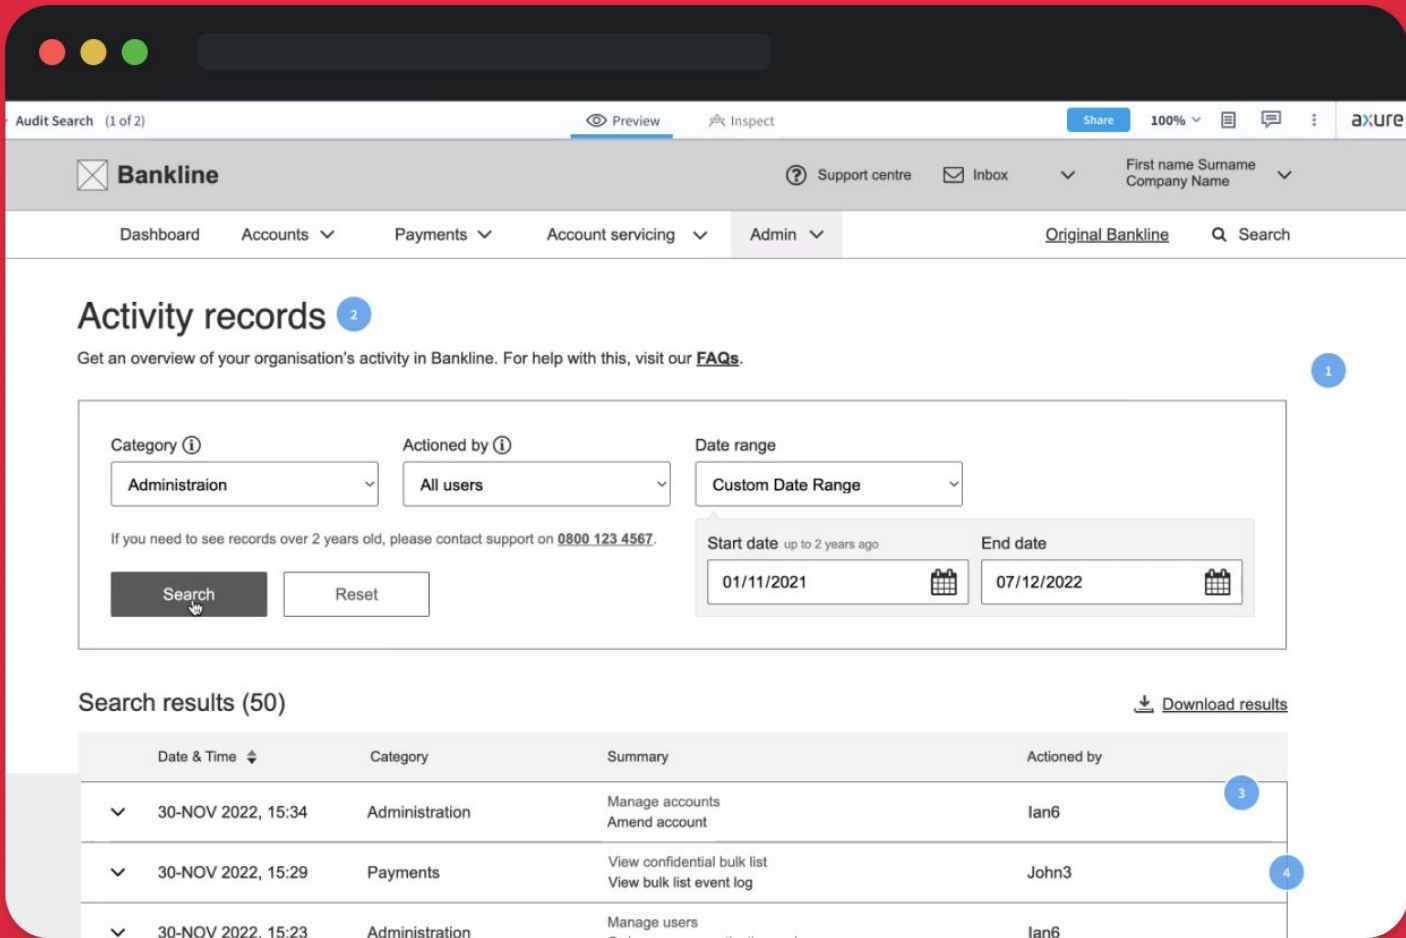 Audit Search (1 of 2)
Preview
Inspect
Share
100%
axure
Bankline
Support centre
Inbox
First name Surname
Company Name
Dashboard
Accounts
Payments
Account servicing
Admin
Original Bankline
Search
Activity records
2
Get an overview of your organisation's activity in Bankline. For help with this, visit our FAQs.
1
Category
Actioned by
Date range
Administraion
All users
Custom Date Range
If you need to see records over 2 years old, please contact support on 0800 123 4567.
Start date up to 2 years ago
End date
01/11/2021
07/12/2022
Search
Reset
Search results (50)
Download results
Date & Time
Category
Summary
Actioned by
3
30-NOV 2022, 15:34
Administration
Manage accounts
Amend account
Ian6
30-NOV 2022, 15:29
Payments
View confidential bulk list
View bulk list event log
John3
4
30-NOV 2022, 15:23
Administration
Manage users
Ian6